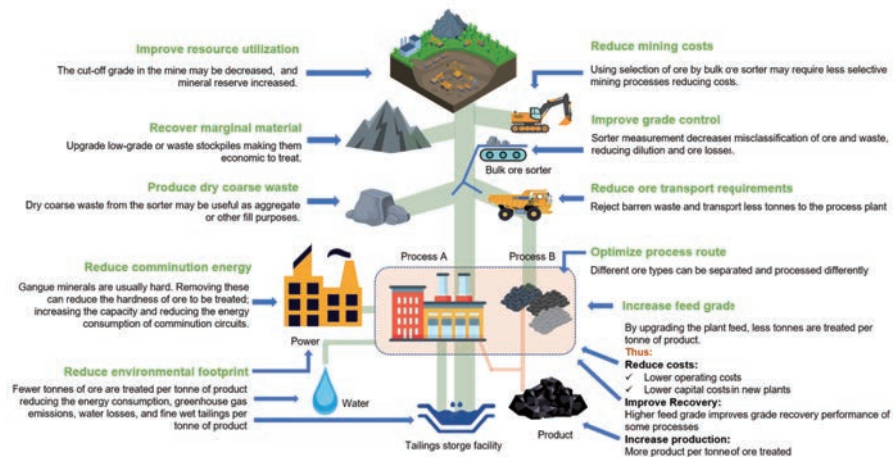 Improve resource utilization
The cut-off grade in the mine may be decreased, and
mineral reserve increased.
Recover marginal material
Upgrade low-grade or waste stockpiles making them
economic to treat.
Produce dry coarse waste
Dry coarse waste from the sorter may be useful as aggregate
or other fill purposes.
Reduce comminution energy
Gangue minerals are usually hard. Removing these
can reduce the hardness of ore to be treated;
increasing the capacity and reducing the energy
consumption of comminution circuits.
Reduce environmental footprint
Fewer tonnes of ore are treated per tonne of product
reducing the energy consumption, greenhouse gas
emissions, water losses, and fine wet tailings per
tonne of product
Bulk ore sorter
Process A
Process B
Power
Water
Tailings storge facility
Product
Reduce mining costs
Using selection of ore by bulk ore sorter may require less selective
mining processes reducing costs.
Improve grade control
Sorter measurement decreases misclassification of ore and waste,
reducing dilution and ore losses.
Reduce ore transport requirements
Reject barren waste and transport less tonnes to the process plant
Optimize process route
Different ore types can be separated and processed differently
Increase feed grade
By upgrading the plant feed, less tonnes are treated per
tonne of product.
Thus:
Reduce costs:
✓ Lower operating costs
✓ Lower capital costs in new plants
Improve Recovery:
Higher feed grade improves grade recovery performance of
some processes
Increase production:
More product per tonne of ore treated